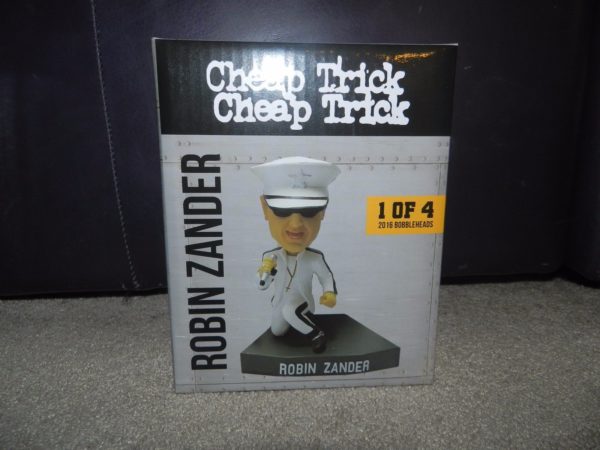 Cheap Trick
Cheap Trick
ROBIN ZANDER
1 OF 4
2016 BOBBLEHEADS
ROBIN ZANDER